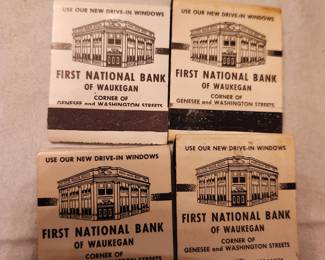 USE OUR NEW DRIVE-IN WINDOWS
FIRST NATIONAL BANK
OF WAUKEGAN
CORNER OF
GENESEE and WASHINGTON STREETS
USE OUR NEW DRIVE-IN WINDOWS
FIRST NATIONAL BANK
OF WAUKEGAN
CORNER OF
GENESEE and WASHINGTON STREETS
USE OUR NEW DRIVE-IN WINDOWS
FIRST NATIONAL BANK
OF WAUKEGAN
CORNER OF
STREETS
USE OUR NEW DRIVE-IN WINDOWS
FIRST NATIONAL BANK
OF WAUKEGAN
CORNER OF